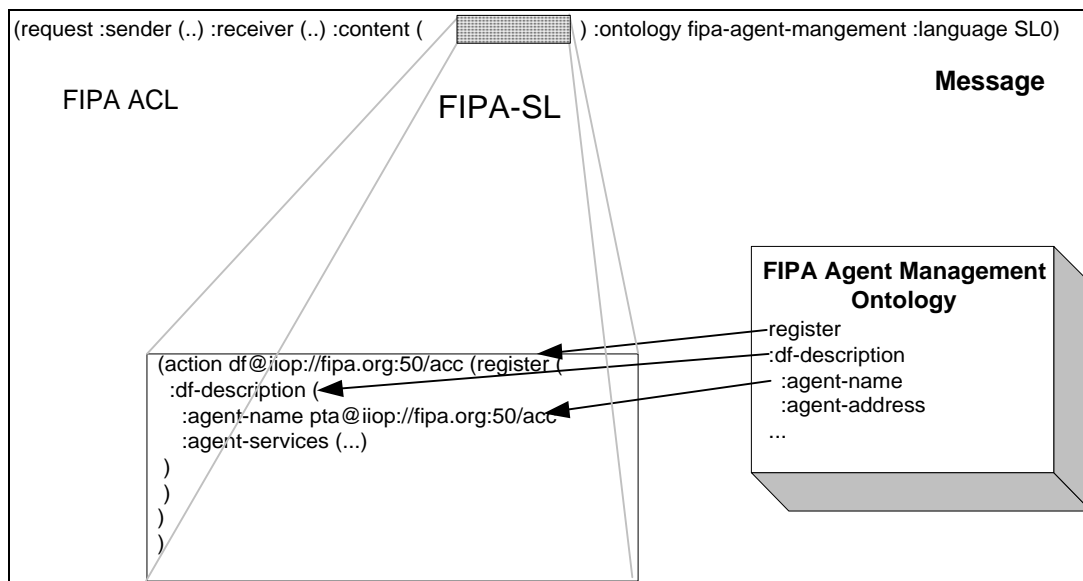 (request :sender (..) :receiver (..) :content ( ) :ontology fipa-agent-mangement :language SL0)
Message
FIPA ACL
FIPA-SL
FIPA Agent Management
Ontology
register
:df-description
:agent-name
:agent-address
...
(action df@iiop://fipa.org:50/acc (register (
:df-description (
:agent-name pta@iiop://fipa.org:50/acc
:agent-services (...)
)
)
)
)